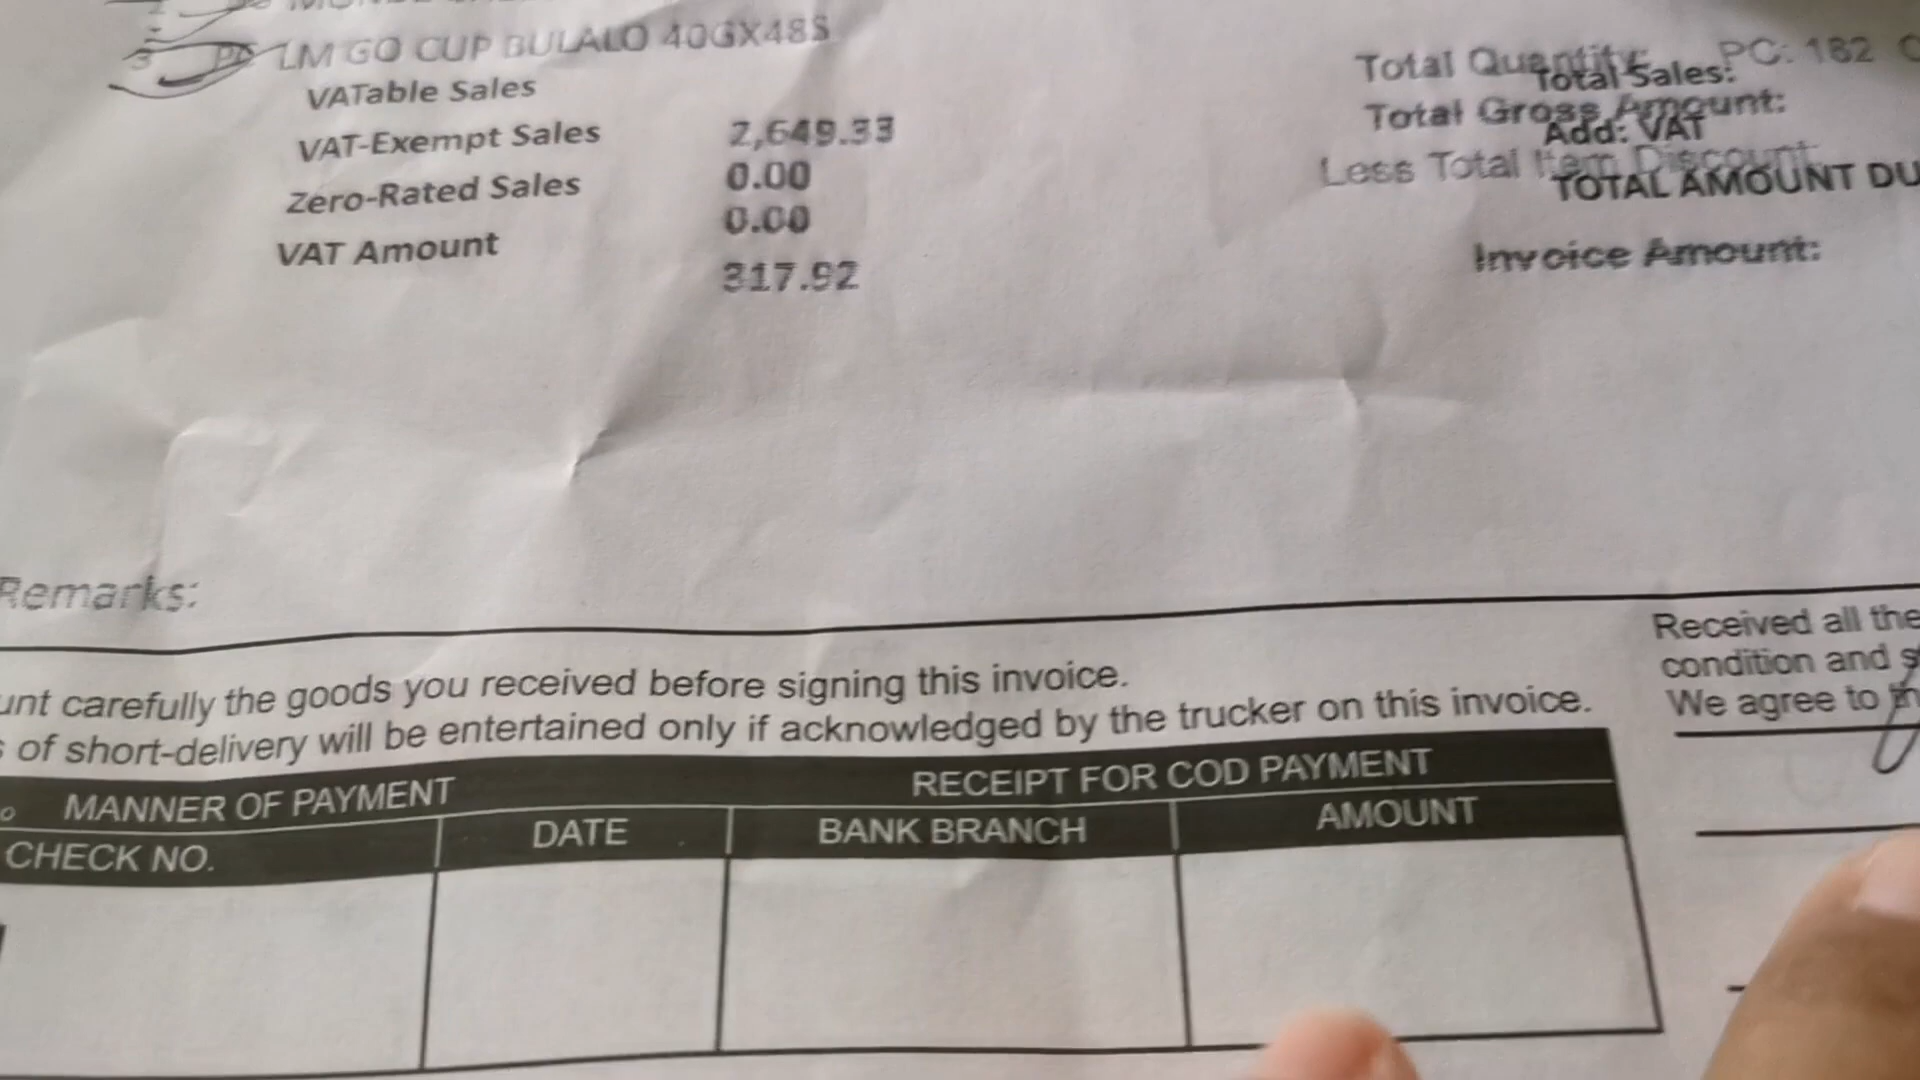 LM GO CUP BULALO 40GX48S
VATable Sales
VAT-Exempt Sales 2,649.33
Zero-Rated Sales 0.00
0.00
VAT Amount 317.92
Total Quantity: PC: 182
Total Sales:
Total Gross Amount:
Add: VAT
Less Total Item Discount
TOTAL AMOUNT DU
Invoice Amount:
Remarks:
unt carefully the goods you received before signing this invoice.
s of short-delivery will be entertained only if acknowledged by the trucker on this invoice.
Received all the
condition and
We agree to
MANNER OF PAYMENT
RECEIPT FOR COD PAYMENT
CHECK NO. DATE BANK BRANCH AMOUNT